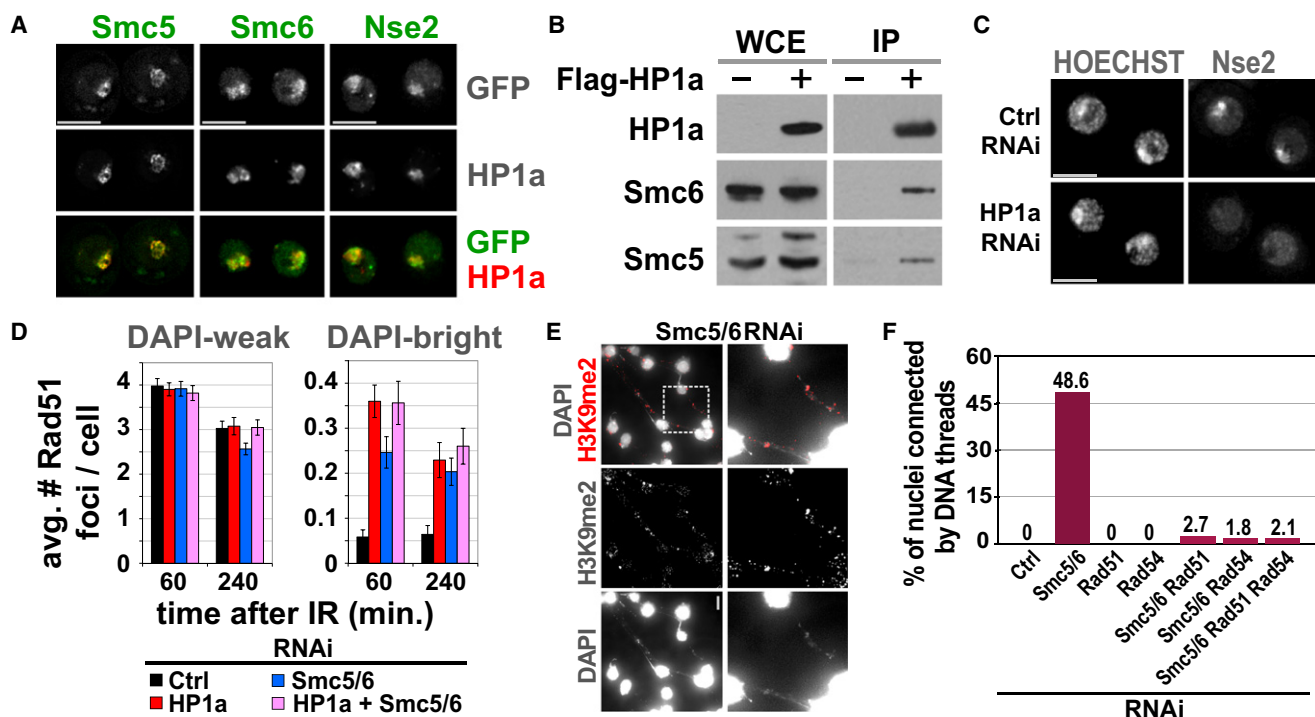 A
Smc5 Smc6 Nse2
GFP
HP1a
GFP
HP1a
B
WCE IP
Flag-HP1a − + − +
HP1a
Smc6
Smc5
C
HOECHST Nse2
Ctrl
RNAi
HP1a
RNAi
D
DAPI-weak DAPI-bright
avg. # Rad51
foci / cell
4
3
2
1
0
0.4
0.3
0.2
0.1
0
60 240 60 240
time after IR (min.)
RNAi
Ctrl Smc5/6
HP1a HP1a + Smc5/6
E
Smc5/6 RNAi
DAPI
H3K9me2
H3K9me2
DAPI
F
% of nuclei connected
by DNA threads
60
45
30
15
0
0 48.6 0 0 2.7 1.8 2.1
Ctrl
Smc5/6
Rad51
Rad54
Smc5/6 Rad51
Smc5/6 Rad54
Smc5/6 Rad51 Rad54
RNAi